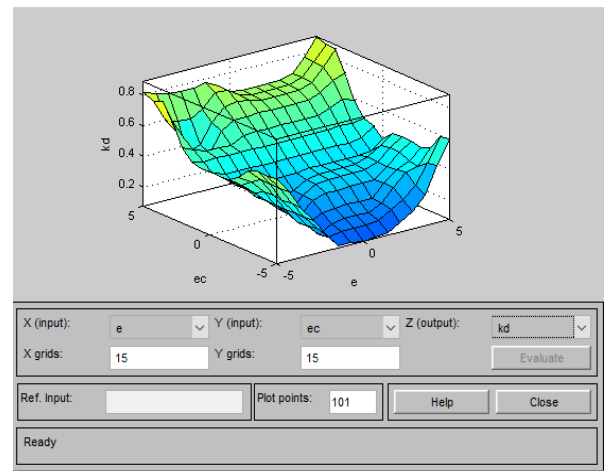 0.8
0.6
0.4
0.2
kd
5
0
-5
ec
-5
0
5
e
X (input): e Y (input): ec Z (output): kd
X grids: 15 Y grids: 15 Evaluate
Ref. Input: Plot points: 101 Help Close
Ready